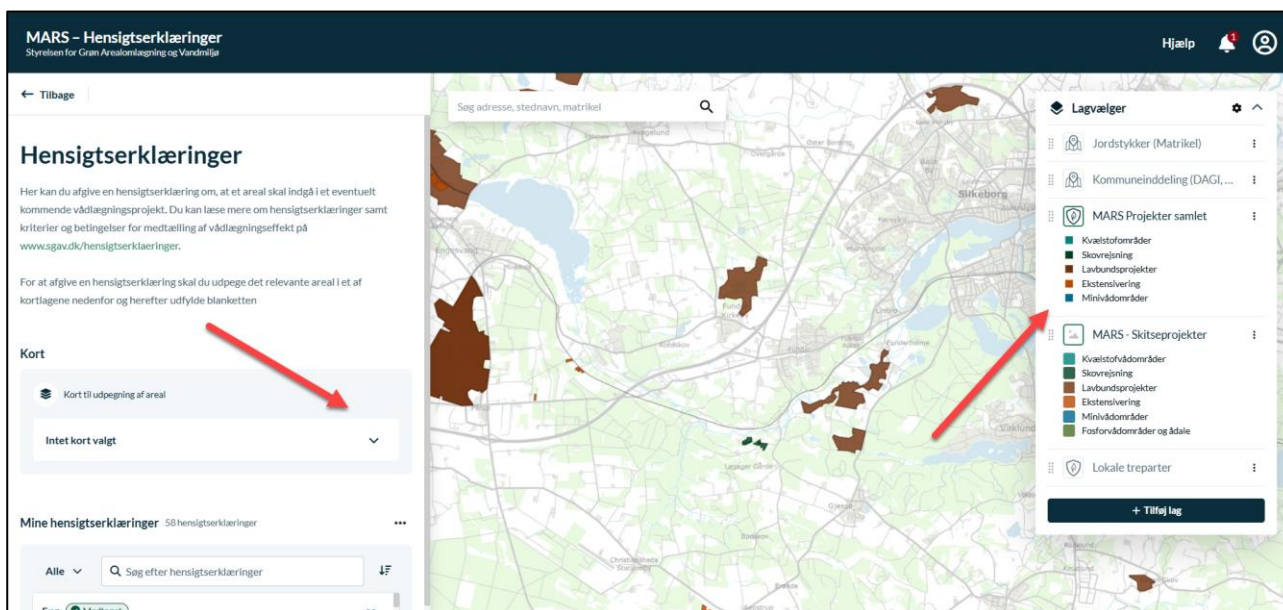 MARS – Hensigtserklæringer
Styrelsen for Grøn Arealomlægning og Vandmiljø
Hjælp
1
Tilbage
Hensigtserklæringer
Her kan du afgive en hensigtserklæring om, at et areal skal indgå i et eventuelt
kommende vådlægningsprojekt. Du kan læse mere om hensigtserklæringer samt
kriterier og betingelser for medtælling af vådlægningseffekt på
www.sgav.dk/hensigtserklaeringer.
For at afgive en hensigtserklæring skal du udpege det relevante areal i et af
kortlagene nedenfor og herefter udfylde blanketten
Kort
Kort til udpegning af areal
Intet kort valgt
Mine hensigtserklæringer 58 hensigtserklæringer
Alle
Søg efter hensigtserklæringer
Søg adresse, stednavn, matrikel
Silkeborg
Funder
Lysager Gårde
Lagvælger
Jordstykker (Matrikel)
Kommuneinddeling (DAGI, ...
MARS Projekter samlet
Kvælstofområder
Skovrejsning
Lavbundsprojekter
Ekstensivering
Minivådområder
MARS - Skitseprojekter
Kvælstofvådområder
Skovrejsning
Lavbundsprojekter
Ekstensivering
Minivådområder
Fosforvådområder og ådale
Lokale treparter
+ Tilføj lag